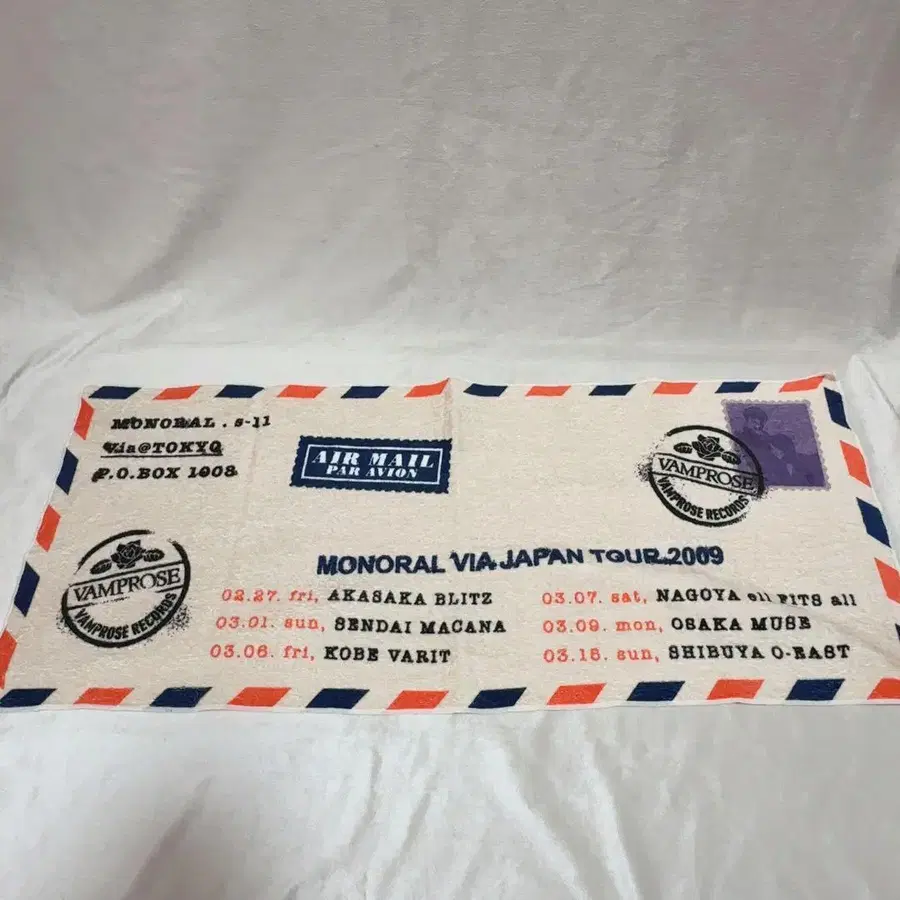 MONORAL . s-11
Via@TOKYO
P.O.BOX 1903
AIR MAIL
PAR AVION
VAMPROSE
VAMPROSE RECORDS
VAMPROSE
VAMPROSE RECORDS
MONORAL VIA JAPAN TOUR 2009
02.27. fri, AKASAKA BLITZ
03.01. sun, SENDAI MACANA
03.06. fri, KOBE VARIT
03.07. sat, NAGOYA ell FITS all
03.09. mon, OSAKA MUSE
03.15. sun, SHIBUYA O-EAST